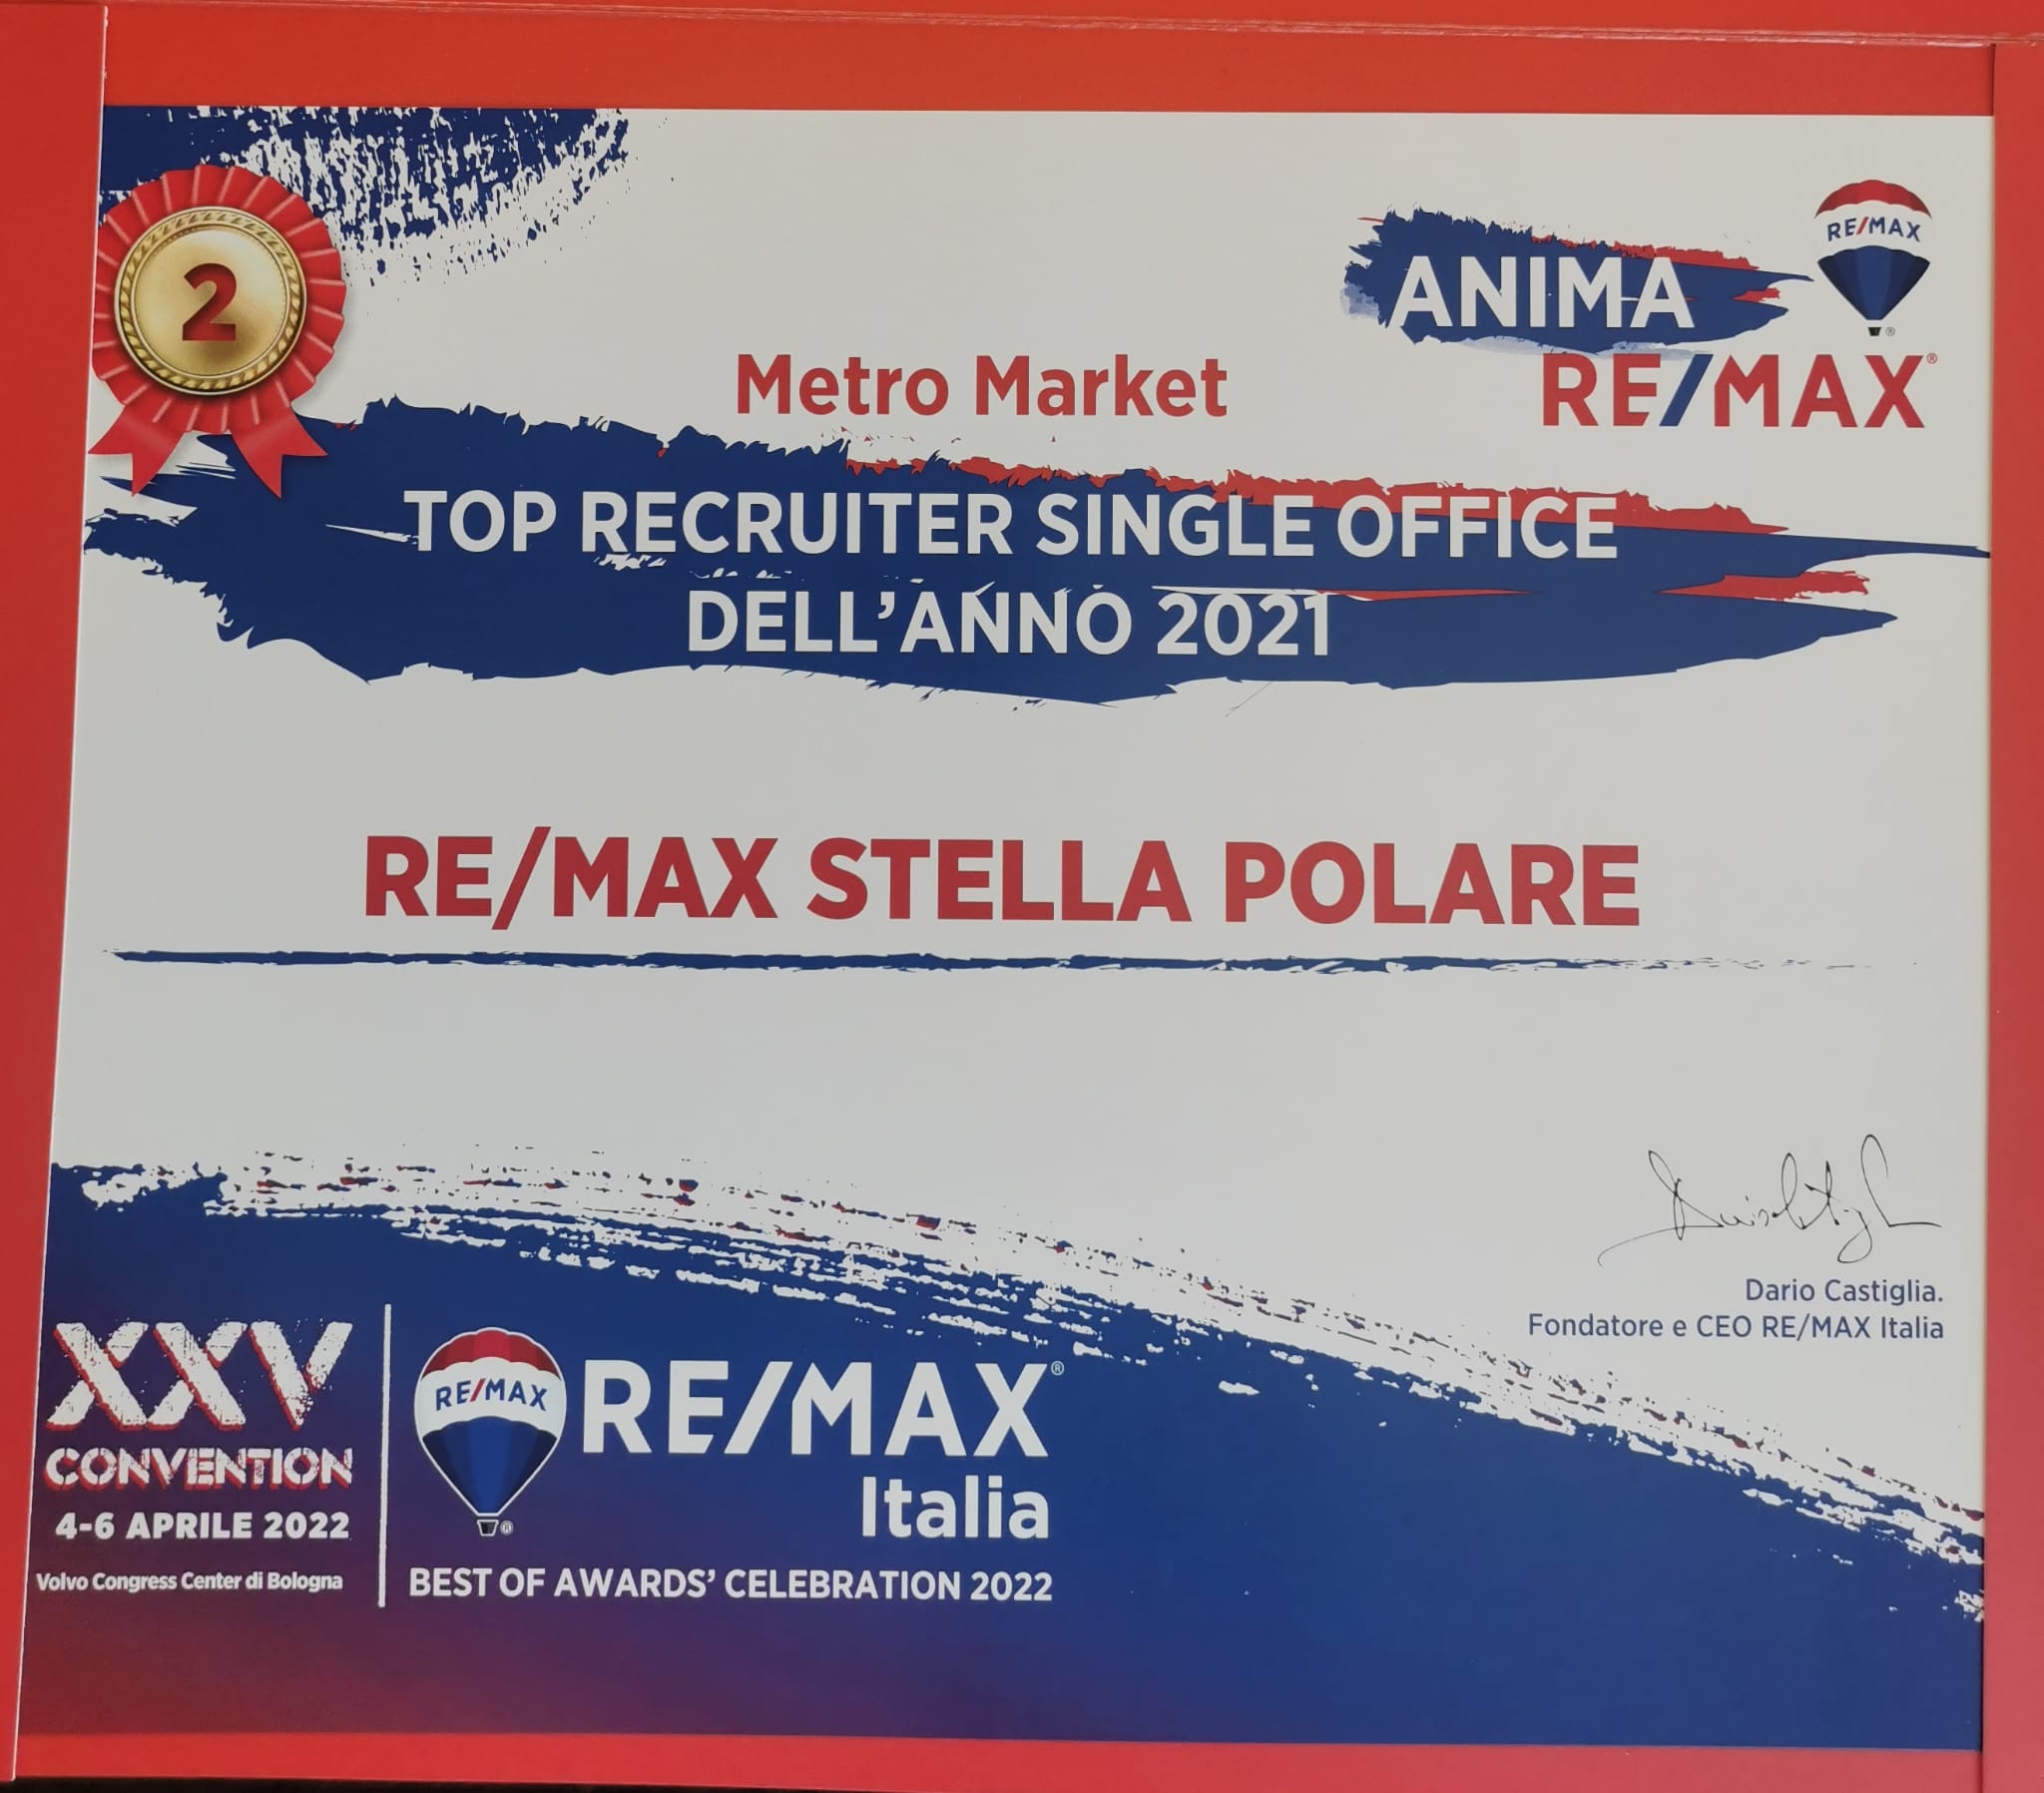 2
RE/MAX
ANIMA
RE/MAX®
Metro Market
TOP RECRUITER SINGLE OFFICE
DELL'ANNO 2021
RE/MAX STELLA POLARE
Dario Castiglia.
Fondatore e CEO RE/MAX Italia
XXV
CONVENTION
4-6 APRILE 2022
Volvo Congress Center di Bologna
RE/MAX
RE/MAX®
Italia
BEST OF AWARDS' CELEBRATION 2022